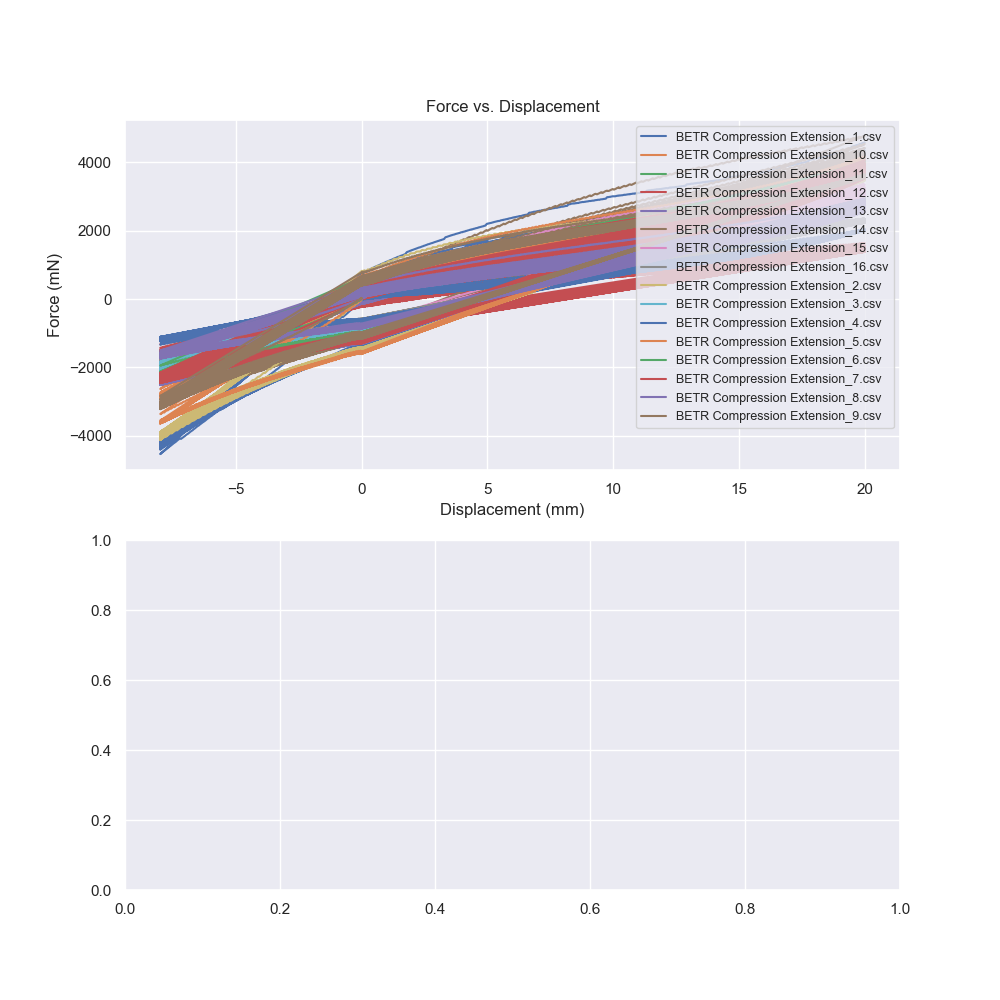 Force vs. Displacement
Force (mN)
4000
2000
0
−2000
−4000
BETR Compression Extension_1.csv
BETR Compression Extension_10.csv
BETR Compression Extension_11.csv
BETR Compression Extension_12.csv
BETR Compression Extension_13.csv
BETR Compression Extension_14.csv
BETR Compression Extension_15.csv
BETR Compression Extension_16.csv
BETR Compression Extension_2.csv
BETR Compression Extension_3.csv
BETR Compression Extension_4.csv
BETR Compression Extension_5.csv
BETR Compression Extension_6.csv
BETR Compression Extension_7.csv
BETR Compression Extension_8.csv
BETR Compression Extension_9.csv
−5 0 5 10 15 20
Displacement (mm)
1.0
0.8
0.6
0.4
0.2
0.0
0.0 0.2 0.4 0.6 0.8 1.0